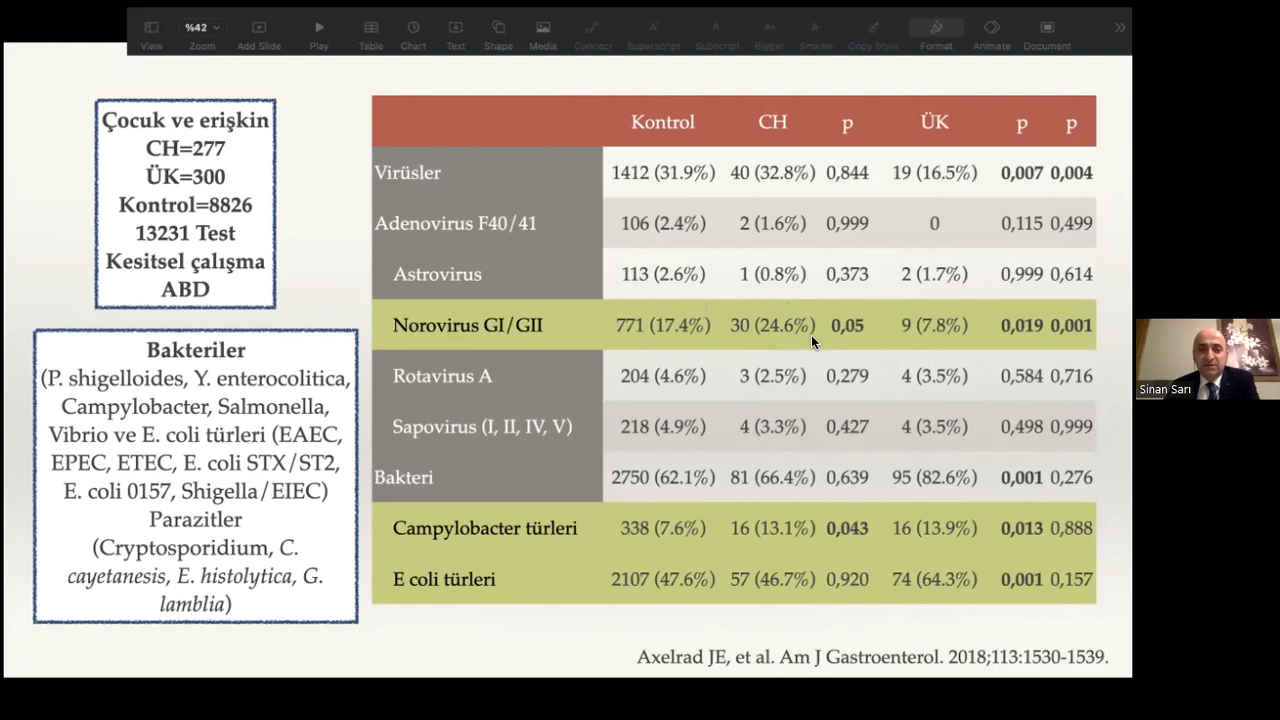 %42
View
Zoom
Add Slide
Play
Table
Chart
Text
Shape
Media
Connect
Superscript
Subscript
Bigger
Smaller
Copy Style
Format
Animate
Document
Çocuk ve erişkin
CH=277
ÜK=300
Kontrol=8826
13231 Test
Kesitsel çalışma
ABD
Bakteriler
(P. shigelloides, Y. enterocolitica,
Campylobacter, Salmonella,
Vibrio ve E. coli türleri (EAEC,
EPEC, ETEC, E. coli STX/ST2,
E. coli 0157, Shigella/EIEC)
Parazitler
(Cryptosporidium, C.
cayetanesis, E. histolytica, G.
lamblia)
Kontrol CH p ÜK p p
Virüsler 1412 (31.9%) 40 (32.8%) 0,844 19 (16.5%) 0,007 0,004
Adenovirus F40/41 106 (2.4%) 2 (1.6%) 0,999 0 0,115 0,499
Astrovirus 113 (2.6%) 1 (0.8%) 0,373 2 (1.7%) 0,999 0,614
Norovirus GI/GII 771 (17.4%) 30 (24.6%) 0,05 9 (7.8%) 0,019 0,001
Rotavirus A 204 (4.6%) 3 (2.5%) 0,279 4 (3.5%) 0,584 0,716
Sapovirus (I, II, IV, V) 218 (4.9%) 4 (3.3%) 0,427 4 (3.5%) 0,498 0,999
Bakteri 2750 (62.1%) 81 (66.4%) 0,639 95 (82.6%) 0,001 0,276
Campylobacter türleri 338 (7.6%) 16 (13.1%) 0,043 16 (13.9%) 0,013 0,888
E coli türleri 2107 (47.6%) 57 (46.7%) 0,920 74 (64.3%) 0,001 0,157
Axelrad JE, et al. Am J Gastroenterol. 2018;113:1530-1539.
Sinan Sarı